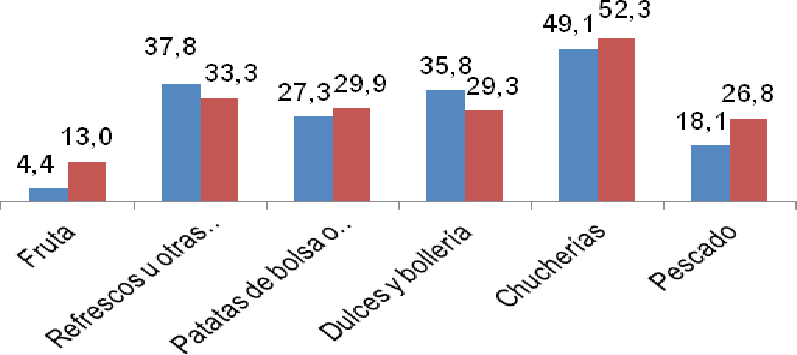 4,4
13,0
37,8
33,3
27,3
29,9
35,8
29,3
49,1
52,3
18,1
26,8
Fruta
Refrescos u otras...
Patatas de bolsa o...
Dulces y bollería
Chucherías
Pescado